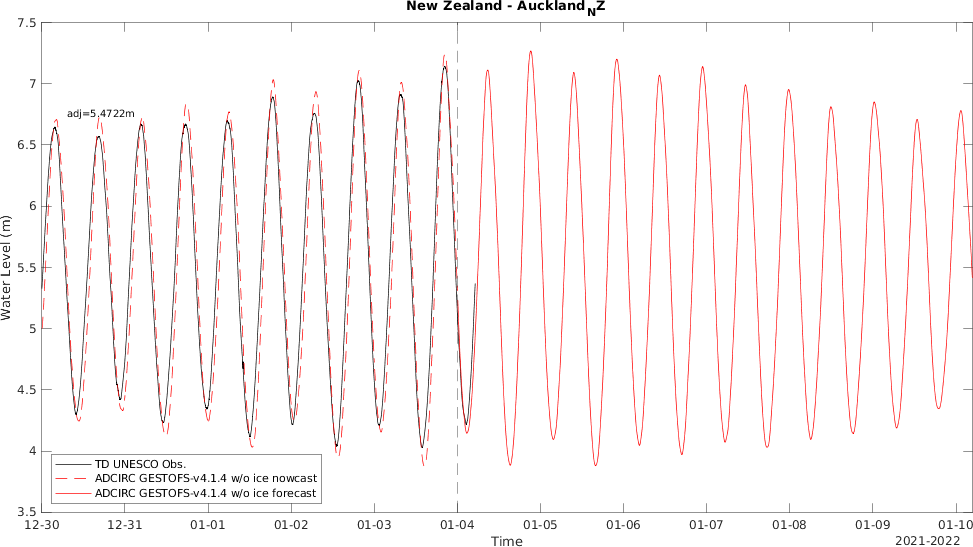 New Zealand - Auckland_NZ
7.5
7
6.5
6
5.5
5
4.5
4
3.5
Water Level (m)
adj=5.4722m
TD UNESCO Obs.
ADCIRC GESTOFS-v4.1.4 w/o ice nowcast
ADCIRC GESTOFS-v4.1.4 w/o ice forecast
12-30 12-31 01-01 01-02 01-03 01-04 01-05 01-06 01-07 01-08 01-09 01-10
Time
2021-2022